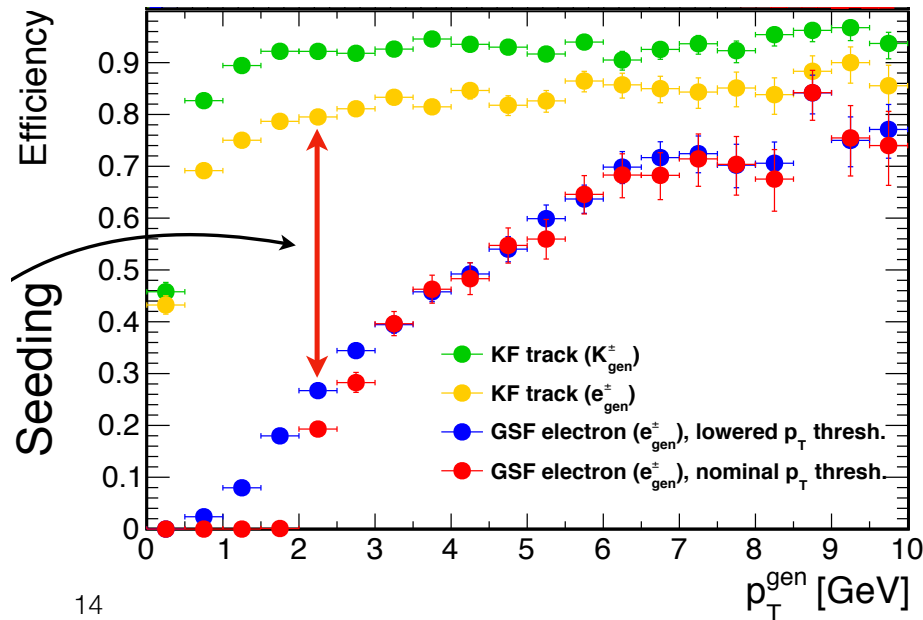 Efficiency
Seeding
0.9
0.8
0.7
0.6
0.5
0.4
0.3
0.2
0.1
0
KF track (K±gen)
KF track (e±gen)
GSF electron (e±gen), lowered pT thresh.
GSF electron (e±gen), nominal pT thresh.
0 1 2 3 4 5 6 7 8 9 10
pTgen [GeV]
14